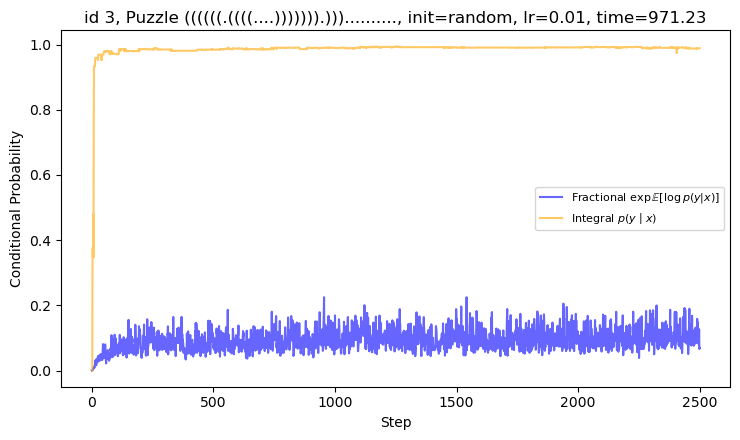 id 3, Puzzle ((((((.((((....))))))).)))).........., init=random, lr=0.01, time=971.23
Conditional Probability
1.0
0.8
0.6
0.4
0.2
0.0
Fractional exp𝔼[log p(y|x)]
Integral p(y | x)
0
500
1000
1500
2000
2500
Step